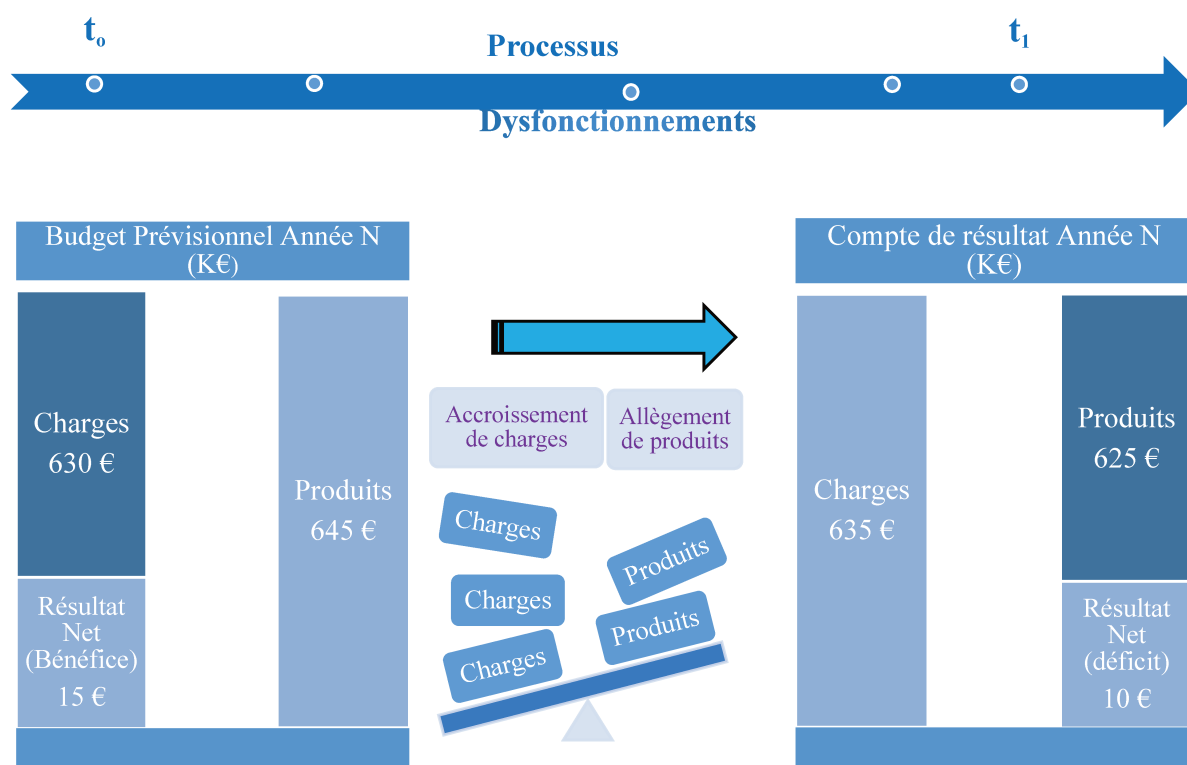 t₀
Processus
t₁
Dysfonctionnements
Budget Prévisionnel Année N
(K€)
Charges
630 €
Résultat
Net
(Bénéfice)
15 €
Produits
645 €
Accroissement
de charges
Allègement
de produits
Charges
Charges
Charges
Produits
Produits
Compte de résultat Année N
(K€)
Charges
635 €
Produits
625 €
Résultat
Net
(déficit)
10 €